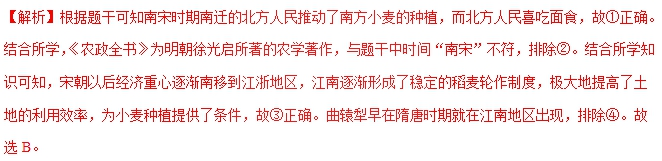 【解析】根据题干可知南宋时期南迁的北方人民推动了南方小麦的种植，而北方人民喜吃面食，故①正确。
结合所学，《农政全书》为明朝徐光启所著的农学著作，与题干中时间“南宋”不符，排除②。结合所学知
识可知，宋朝以后经济重心逐渐南移到江浙地区，江南逐渐形成了稳定的稻麦轮作制度，极大地提高了土
地的利用效率，为小麦种植提供了条件，故③正确。曲辕犁早在隋唐时期就在江南地区出现，排除④。故
选 B。